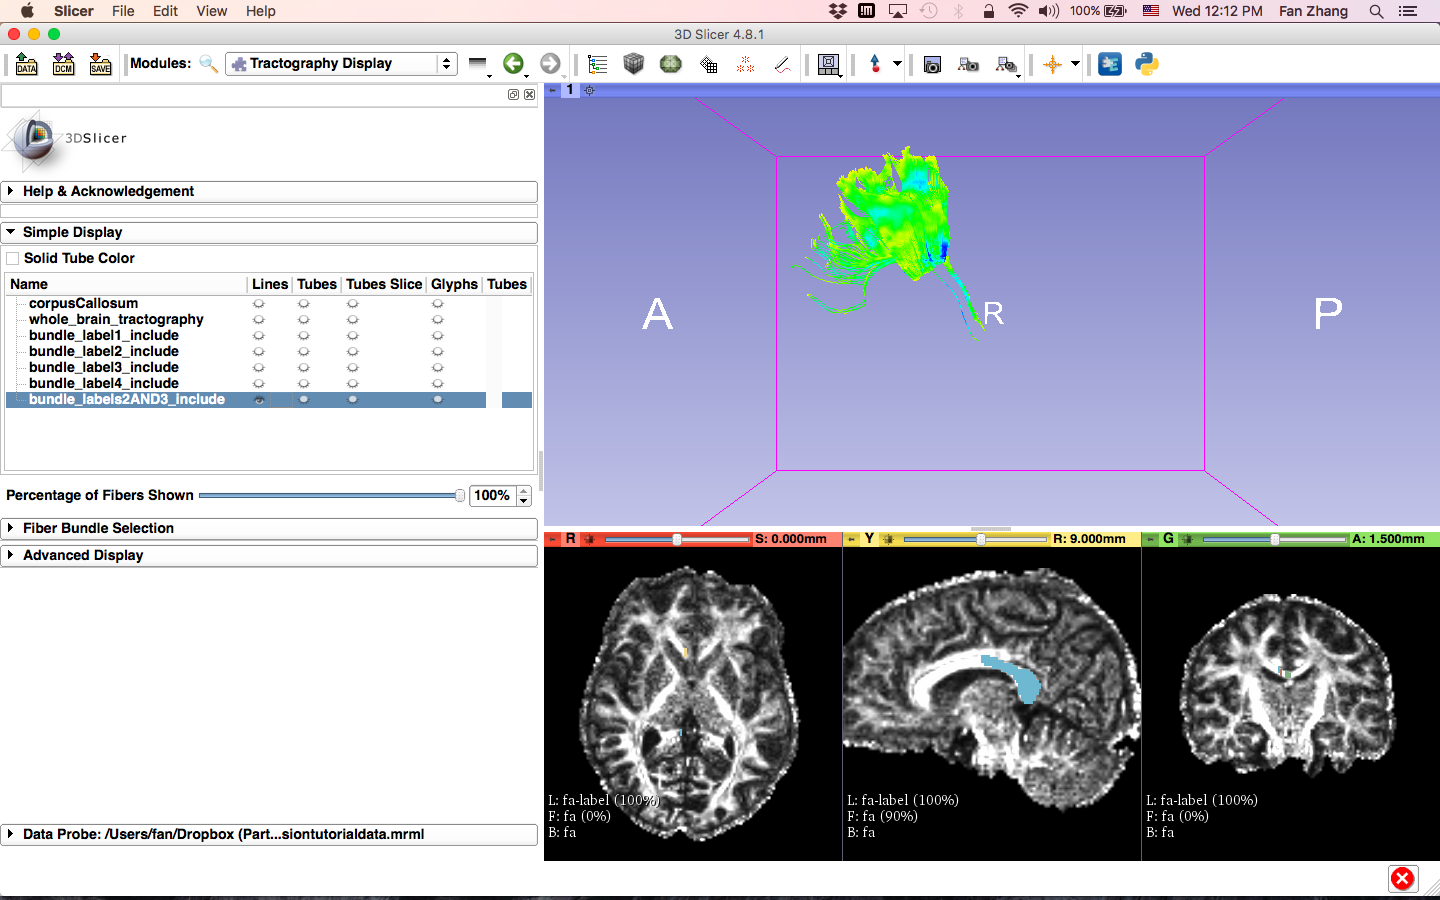 Slicer File Edit View Help 100% Wed 12:12 PM Fan Zhang
3D Slicer 4.8.1
DATA DCM SAVE Modules: Tractography Display
1
3DSlicer
Help & Acknowledgement
Simple Display
Solid Tube Color
Name Lines Tubes Tubes Slice Glyphs Tubes
corpusCallosum
whole_brain_tractography
bundle_label1_include
bundle_label2_include
bundle_label3_include
bundle_label4_include
bundle_labels2AND3_include
Percentage of Fibers Shown 100%
Fiber Bundle Selection
Advanced Display
Data Probe: /Users/fan/Dropbox (Part...siontutorialdata.mrml
A R P
R S: 0.000mm
L: fa-label (100%)
F: fa (0%)
B: fa
Y R: 9.000mm
L: fa-label (100%)
F: fa (90%)
B: fa
G A: 1.500mm
L: fa-label (100%)
F: fa (0%)
B: fa